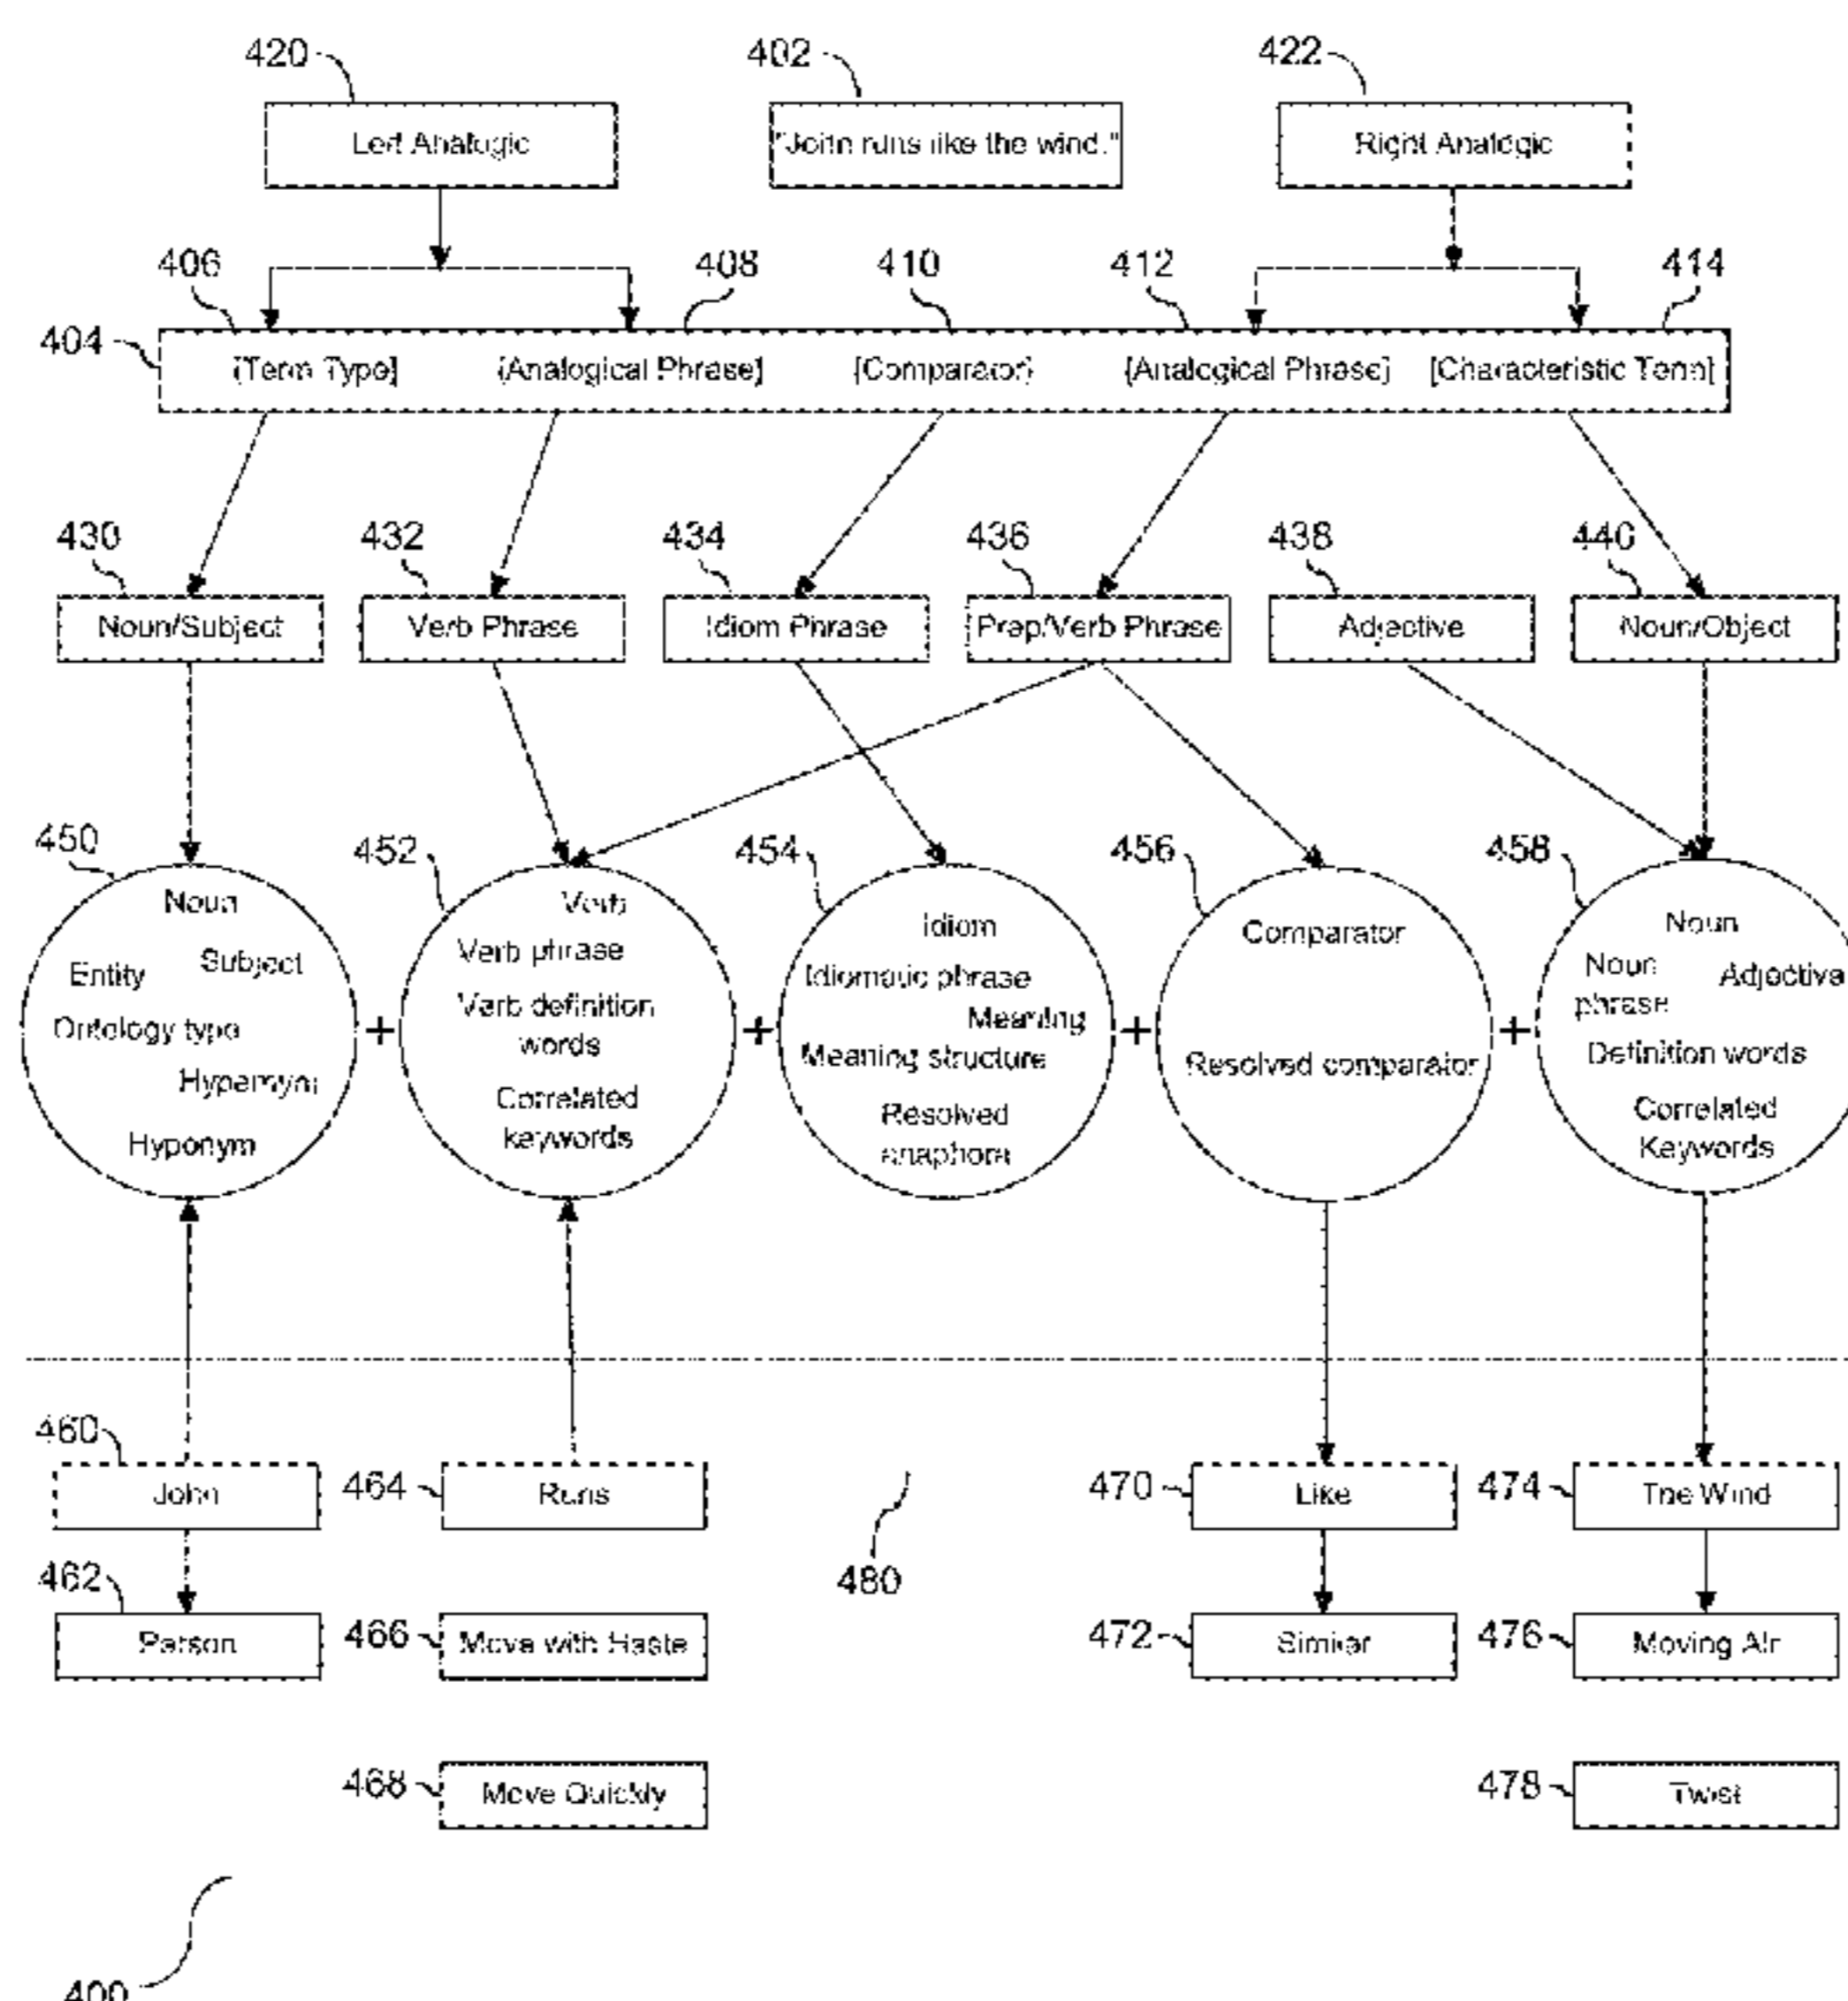 420 402 422
Left Analogic "John runs like the wind." Right Analogic
406 408 410 412 414
404 [Term Type] [Analogical Phrase] [Comparator] [Analogical Phrase] [Characteristic Term]
430 432 434 436 438 440
Noun/Subject Verb Phrase Idiom Phrase Prep/Verb Phrase Adjective Noun/Object
450 452 454 456 458
Noun
Entity Subject
Ontology type
Hypernym
Hyponym
+
Verb
Verb phrase
Verb definition
words
Correlated
keywords
+
Idiom
Idiomatic phrase
Meaning
Meaning structure
Resolved
anaphora
+
Comparator
Resolved comparator
+
Noun
Noun
phrase
Adjective
Definition words
Correlated
Keywords
460 John 464 Runs 470 Like 474 The Wind
480
462 Person 466 Move with Haste 472 Similar 476 Moving Air
468 Move Quickly 478 Twist
400